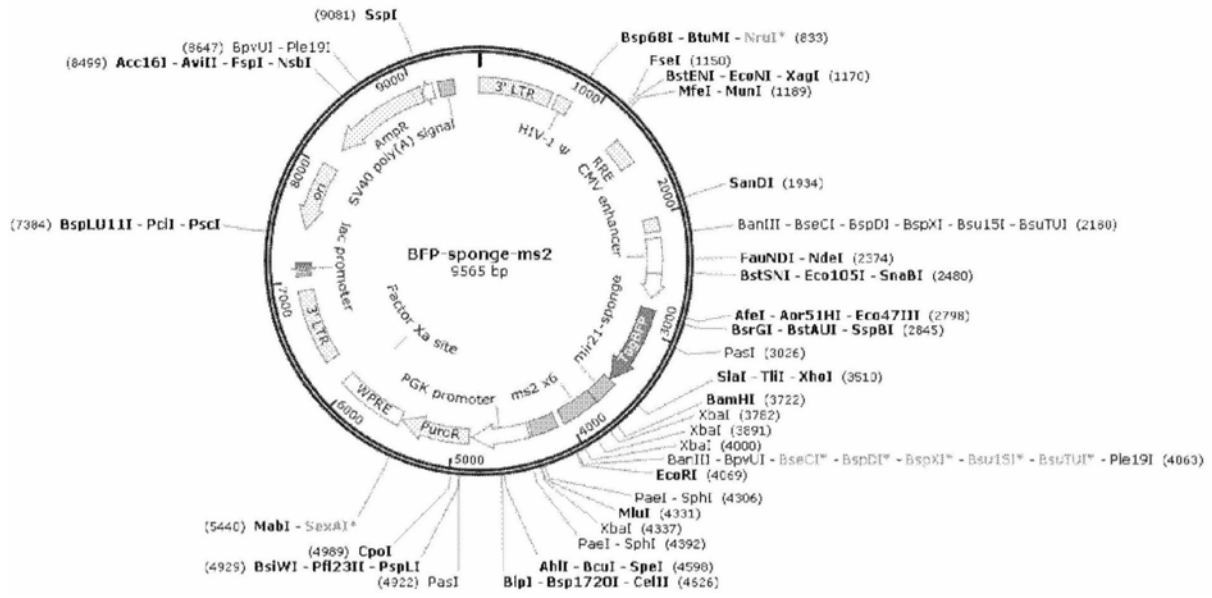 (9081) SspI
(8647) BpvUI - Ple19I
(8499) Acc16I - AviII - FspI - NsbI
Bsp68I - BtuMI - NruI* (833)
FseI (1150)
BstENI - EcoNI - XagI (1170)
MfeI - MunI (1189)
SanDI (1934)
BanIII - BseCI - BspDI - BspXI - Bsu15I - BsuTUI (2180)
FauNDI - NdeI (2374)
BstSNI - Eco105I - SnaBI (2480)
AfeI - Aor51HI - Eco47III (2798)
BsrGI - BstAUI - SspBI (2845)
PasI (3026)
SlaI - TliI - XhoI (3510)
BamHI (3722)
XbaI (3782)
XbaI (3891)
XbaI (4000)
BanIII - BpvUI - BseCI* - BspDI* - BspXI* - Bsu15I* - BsuTUI* - Ple19I (4063)
EcoRI (4069)
PaeI - SphI (4306)
MluI (4331)
XbaI (4337)
PaeI - SphI (4392)
AhlI - BcuI - SpeI (4598)
BlpI - Bsp1720I - CelII (4626)
(4922) PasI
(4929) BsiWI - Pfl23II - PspLI
(4989) CpoI
(5440) MabI - SexAI*
(7384) BspLU11I - PciI - PscI
1000
2000
3000
4000
5000
6000
7000
8000
9000
3' LTR
HIV-1 Ψ
RRE
CMV enhancer
TagBFP
mir21-sponge
ms2 x6
PGK promoter
PuroR
WPRE
Factor Xa site
3' LTR
lac promoter
ori
AmpR
SV40 poly(A) signal
BFP-sponge-ms2
9565 bp